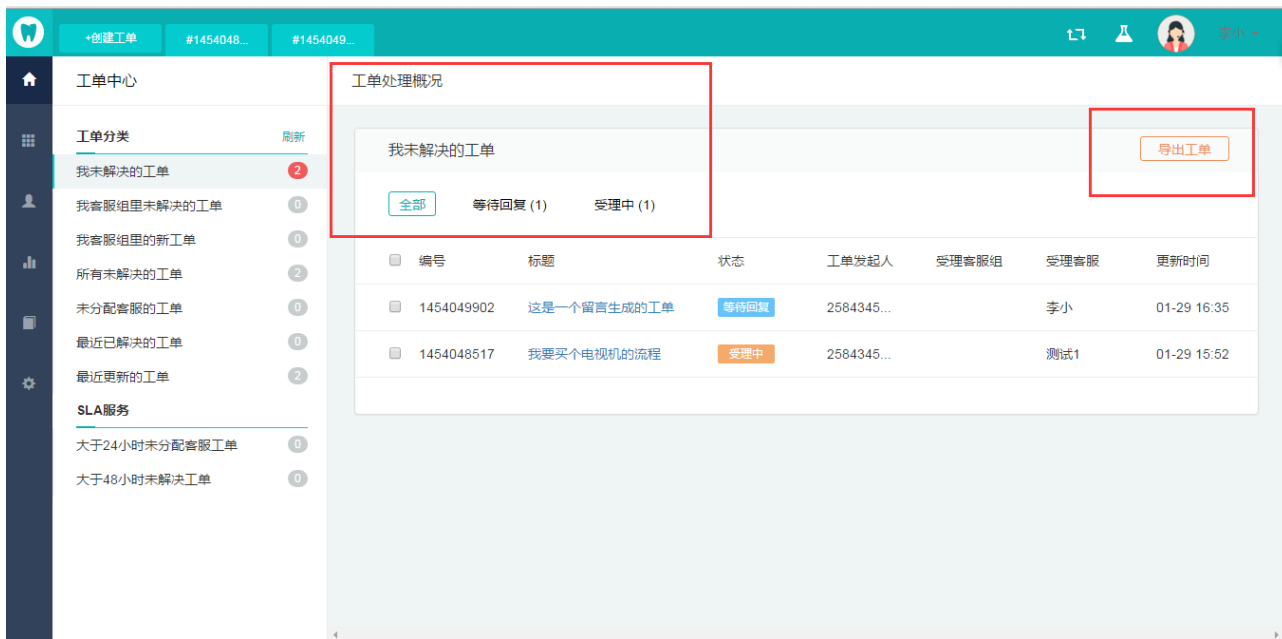 +创建工单 #1454048... #1454049... 李小
工单中心
工单分类 刷新
我未解决的工单 2
我客服组里未解决的工单 0
我客服组里的新工单 0
所有未解决的工单 2
未分配客服的工单 0
最近已解决的工单 0
最近更新的工单 2
SLA服务
大于24小时未分配客服工单 0
大于48小时未解决工单 0
工单处理概况
我未解决的工单 导出工单
全部 等待回复 (1) 受理中 (1)
编号 标题 状态 工单发起人 受理客服组 受理客服 更新时间
1454049902 这是一个留言生成的工单 等待回复 2584345... 李小 01-29 16:35
1454048517 我要买个电视机的流程 受理中 2584345... 测试1 01-29 15:52